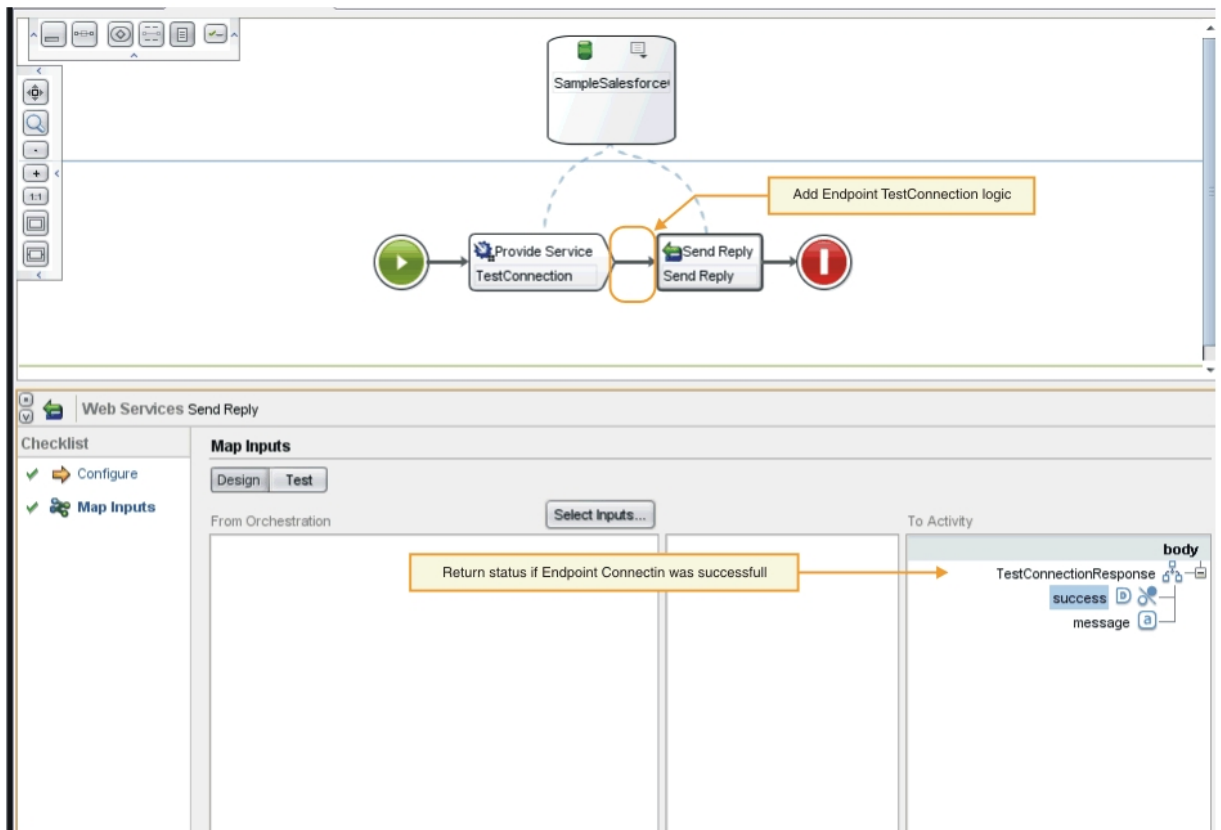 SampleSalesforce
Add Endpoint TestConnection logic
-
+
1:1
Provide Service
TestConnection
Send Reply
Send Reply
Web Services Send Reply
Checklist
Configure
Map Inputs
Map Inputs
Design
Test
From Orchestration
Select Inputs...
To Activity
body
Return status if Endpoint Connectin was successfull
TestConnectionResponse
success D
message a